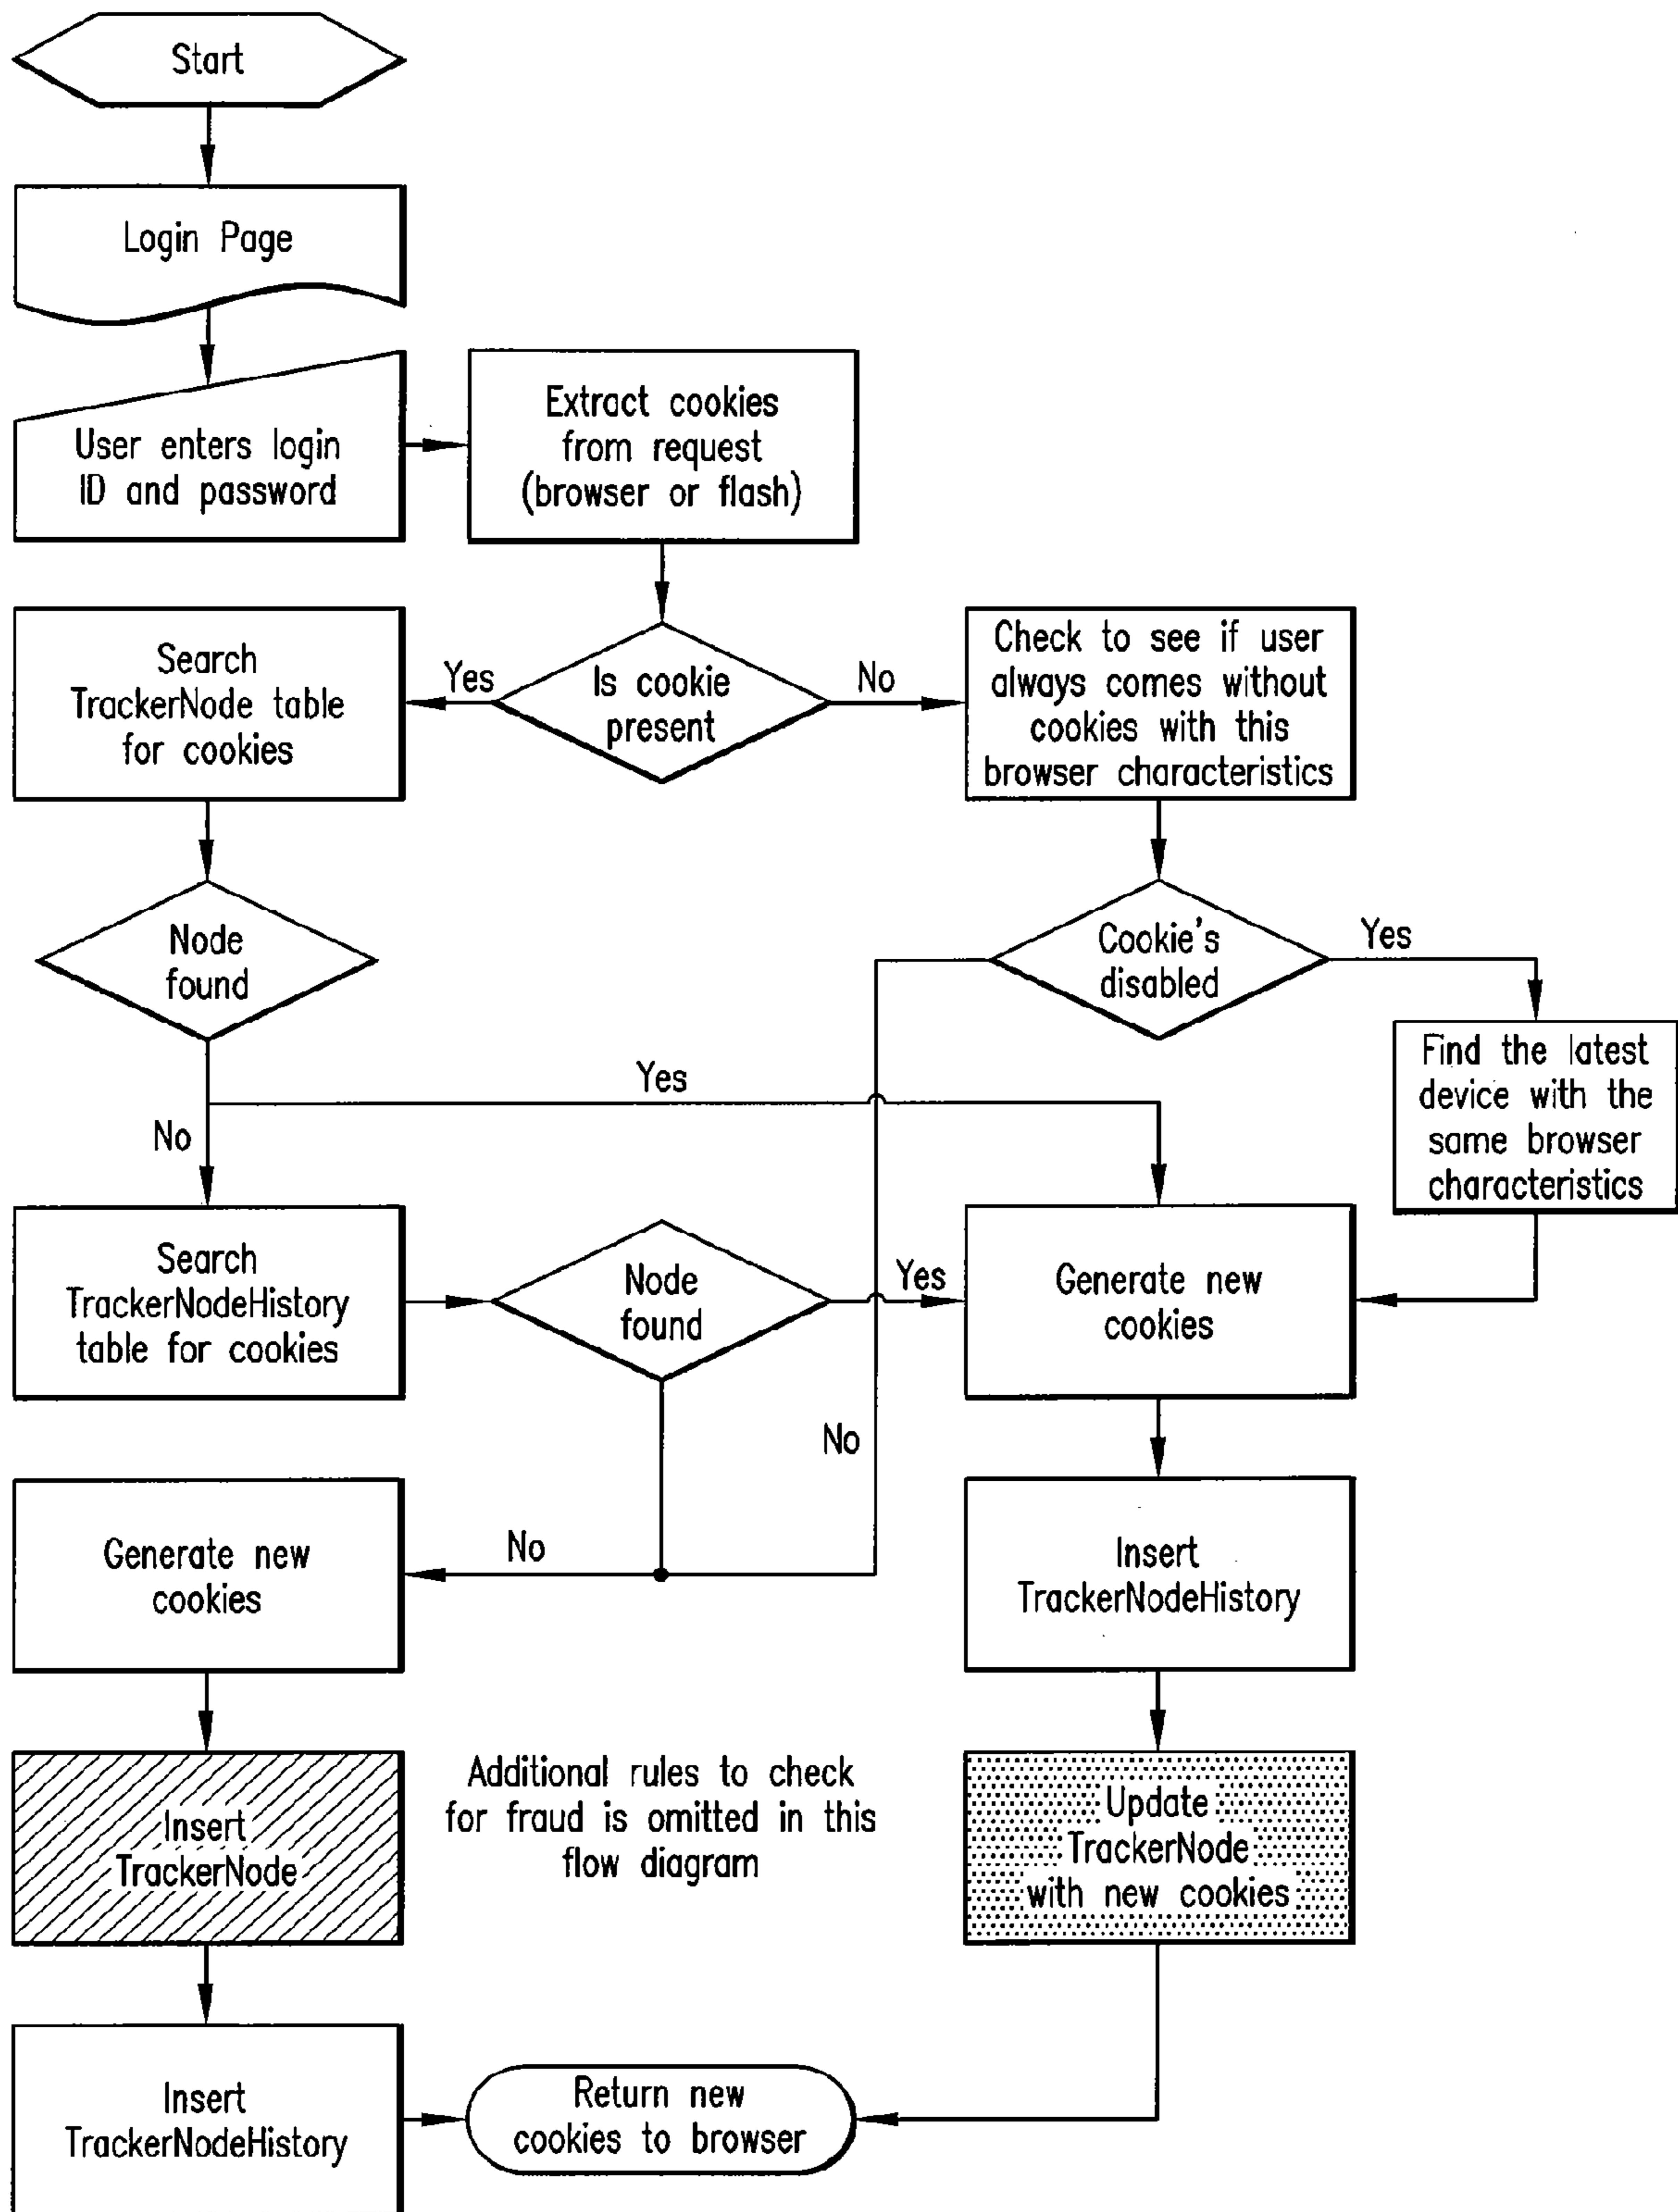 Start
Login Page
User enters login
ID and password
Extract cookies
from request
(browser or flash)
Search
TrackerNode table
for cookies
Yes
Is cookie
present
No
Check to see if user
always comes without
cookies with this
browser characteristics
Node
found
Cookie's
disabled
Yes
Find the latest
device with the
same browser
characteristics
Yes
No
Search
TrackerNodeHistory
table for cookies
Node
found
Yes
Generate new
cookies
No
Generate new
cookies
No
Insert
TrackerNodeHistory
Insert
TrackerNode
Additional rules to check
for fraud is omitted in this
flow diagram
Update
TrackerNode
with new cookies
Insert
TrackerNodeHistory
Return new
cookies to browser